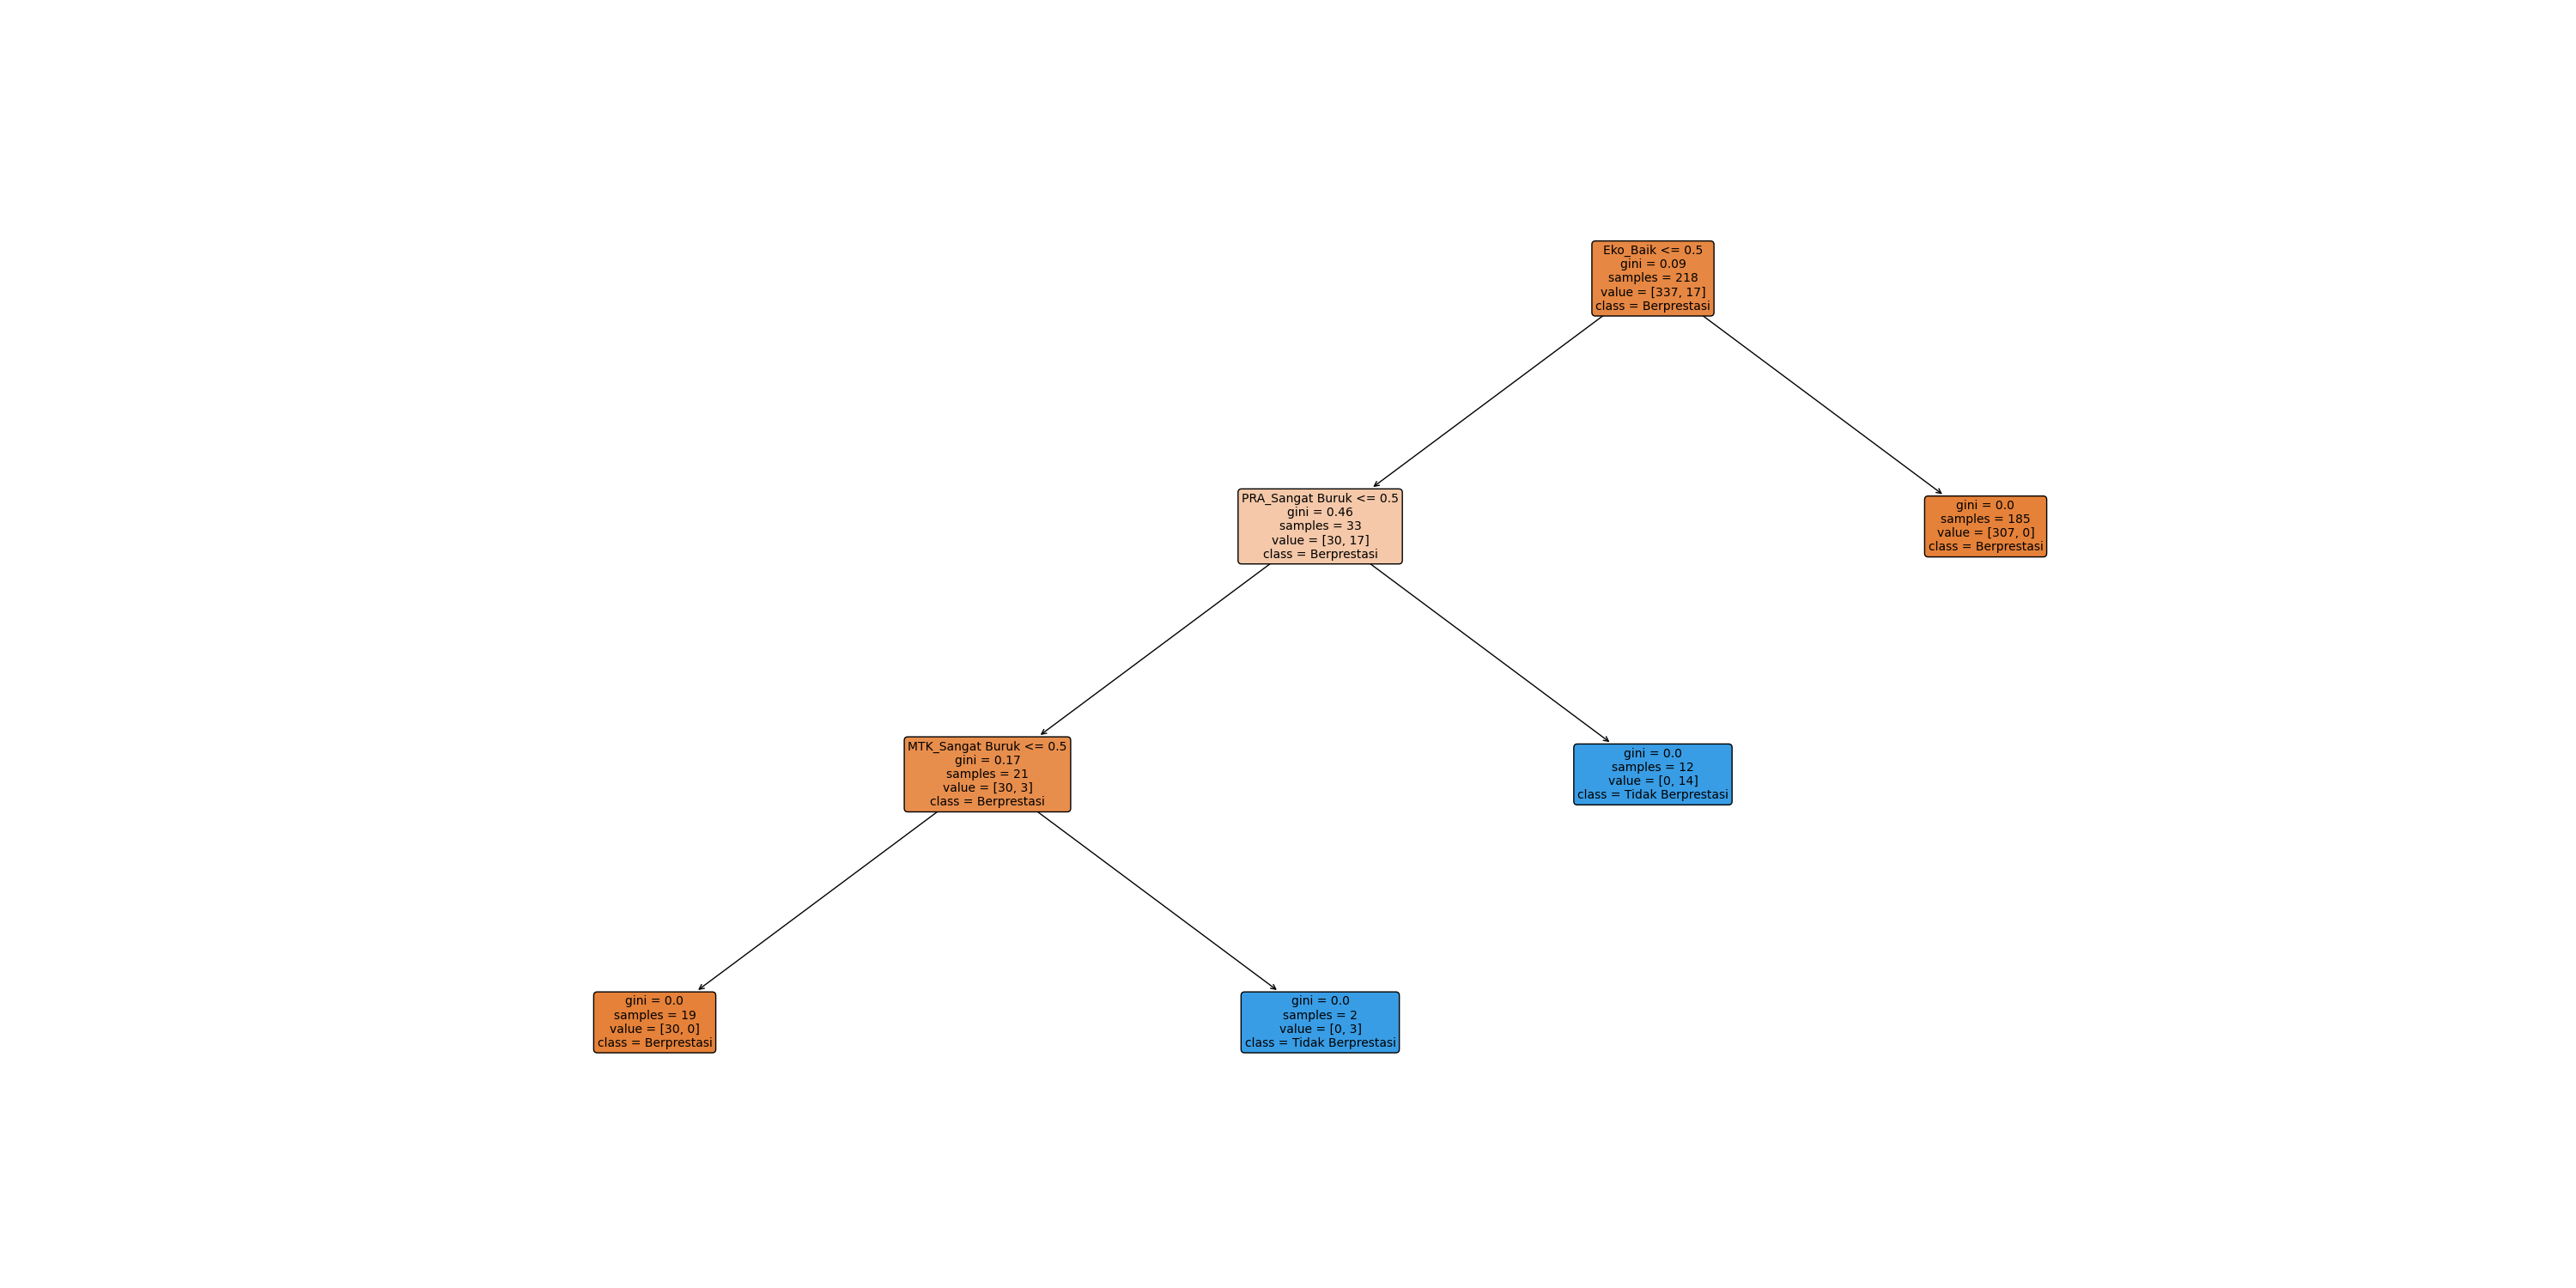 Eko_Baik <= 0.5
gini = 0.09
samples = 218
value = [337, 17]
class = Berprestasi
PRA_Sangat Buruk <= 0.5
gini = 0.46
samples = 33
value = [30, 17]
class = Berprestasi
gini = 0.0
samples = 185
value = [307, 0]
class = Berprestasi
MTK_Sangat Buruk <= 0.5
gini = 0.17
samples = 21
value = [30, 3]
class = Berprestasi
gini = 0.0
samples = 12
value = [0, 14]
class = Tidak Berprestasi
gini = 0.0
samples = 19
value = [30, 0]
class = Berprestasi
gini = 0.0
samples = 2
value = [0, 3]
class = Tidak Berprestasi